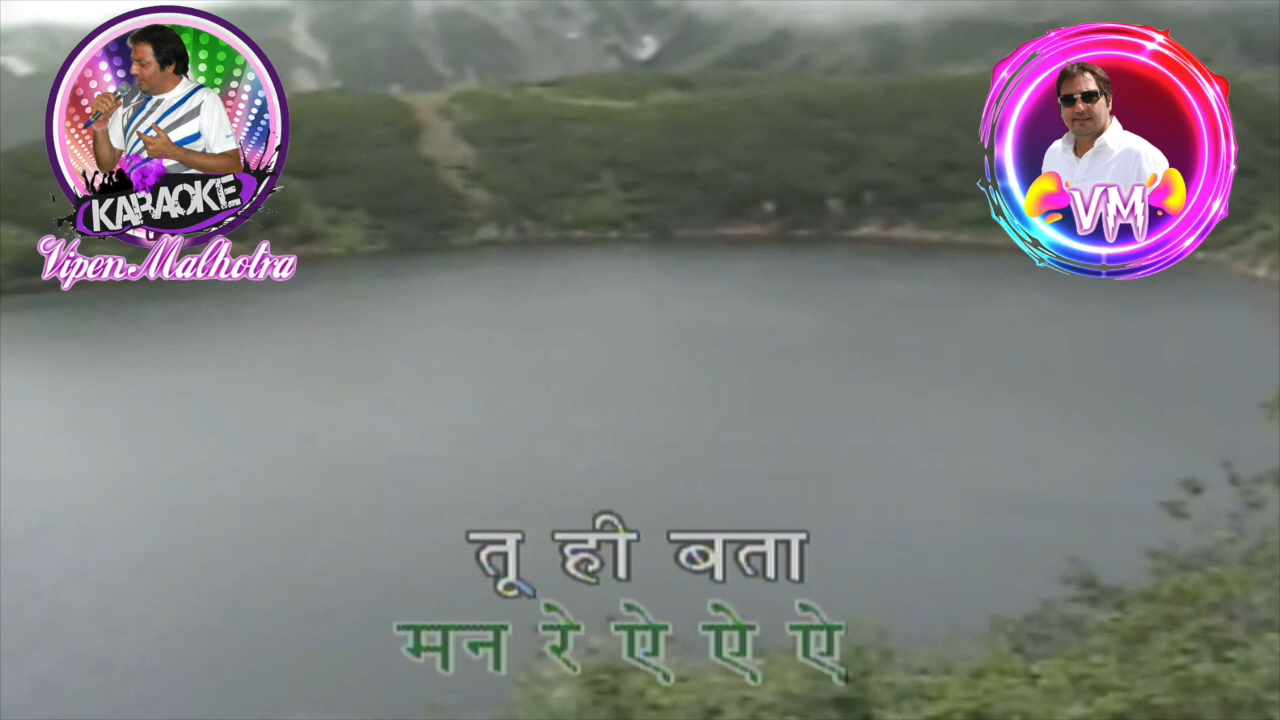 KARAOKE
Vipen Malhotra
VM
तू ही बता
मन रे ऐ ऐ ऐ